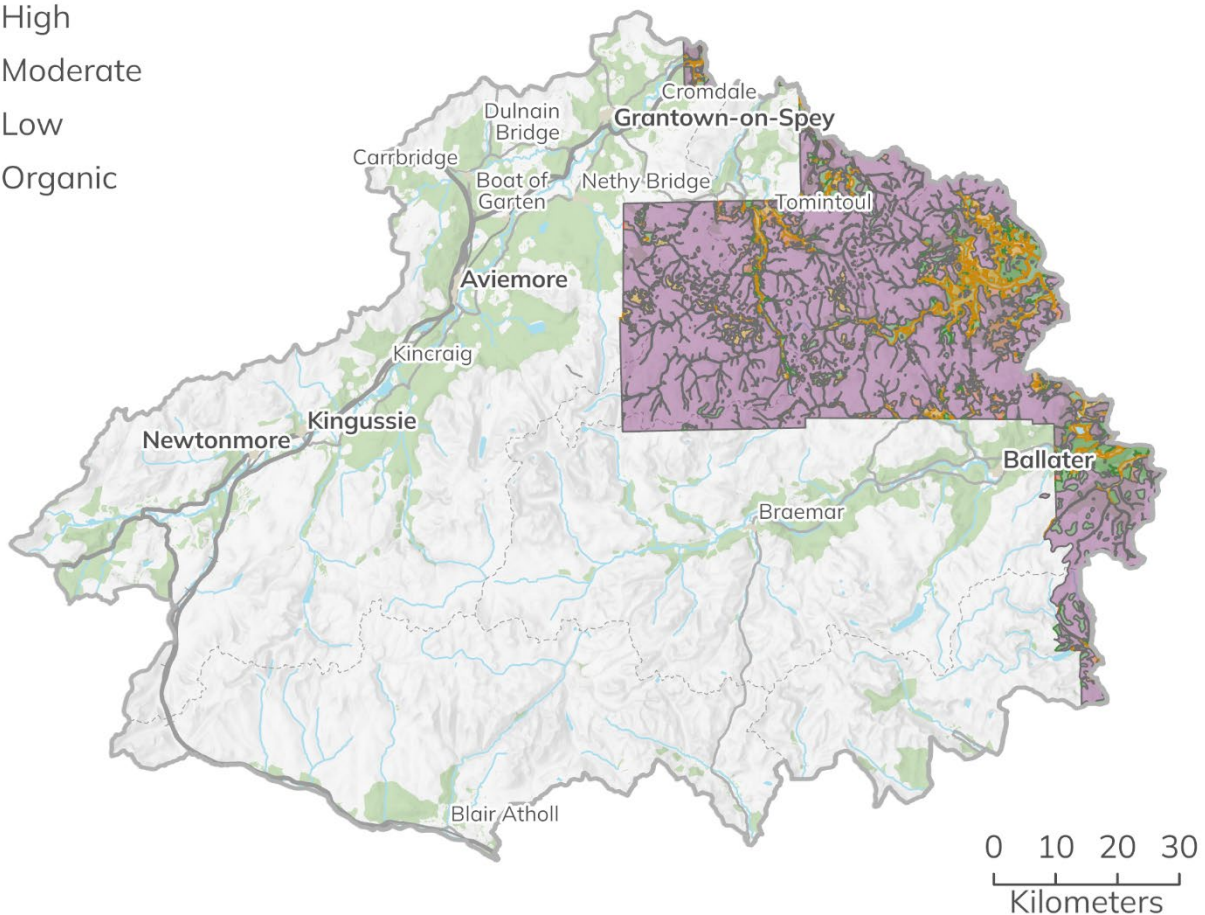 High
Moderate
Low
Organic
Cromdale
Grantown-on-Spey
Dulnain
Bridge
Carrbridge
Boat of
Garten
Nethy Bridge
Tomintoul
Aviemore
Kincraig
Kingussie
Newtonmore
Ballater
Braemar
Blair Atholl
0 10 20 30
Kilometers